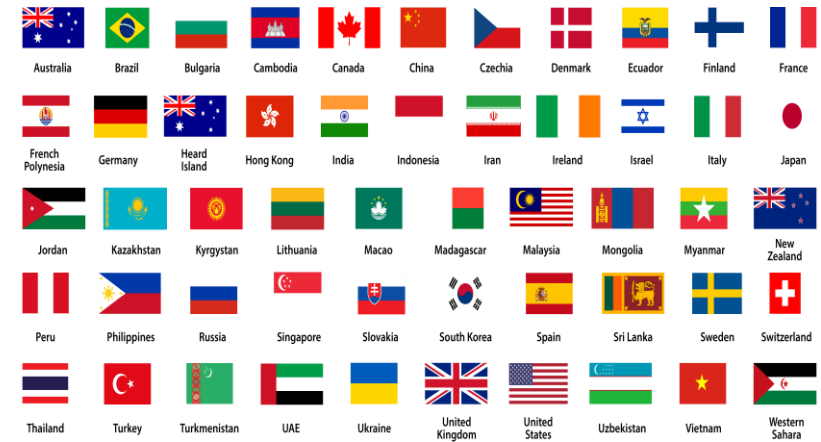 Australia Brazil Bulgaria Cambodia Canada China Czechia Denmark Ecuador Finland France
French Polynesia Germany Heard Island Hong Kong India Indonesia Iran Ireland Israel Italy Japan
Jordan Kazakhstan Kyrgystan Lithuania Macao Madagascar Malaysia Mongolia Myanmar New Zealand
Peru Philippines Russia Singapore Slovakia South Korea Spain Sri Lanka Sweden Switzerland
Thailand Turkey Turkmenistan UAE Ukraine United Kingdom United States Uzbekistan Vietnam Western Sahara